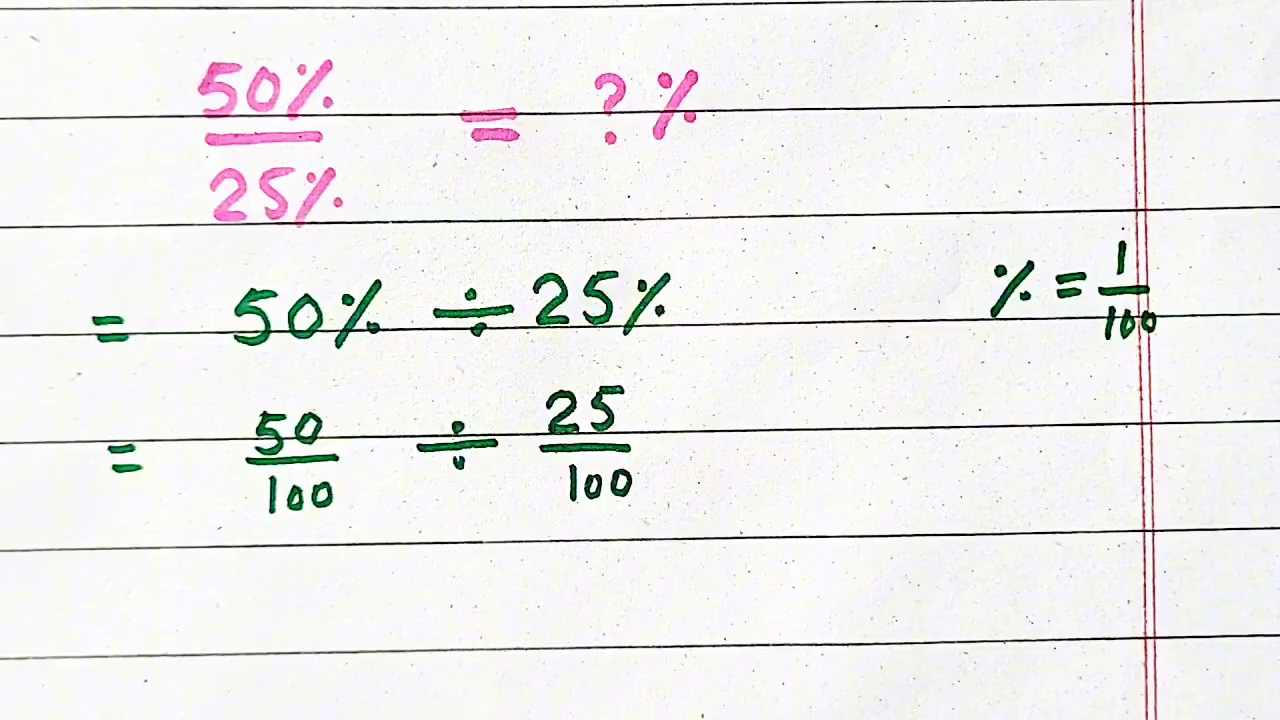 50% / 25% = ?%
= 50% ÷ 25%
% = 1/100
= 50/100 ÷ 25/100